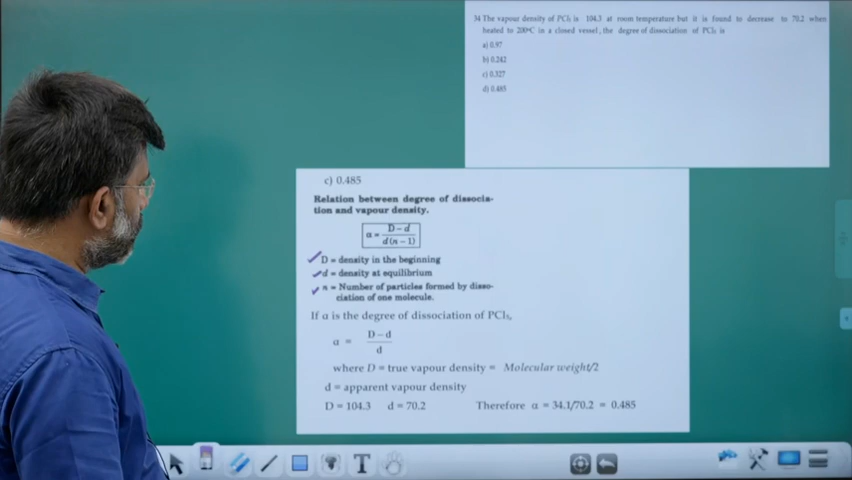 34 The vapour density of PCl₅ is 104.3 at room temperature but it is found to decrease to 70.2 when
heated to 200ºC in a closed vessel , the degree of dissociation of PCl₅ is
a) 0.97
b) 0.242
c) 0.327
d) 0.485
c) 0.485
Relation between degree of dissocia-
tion and vapour density.
α = D – d / d (n – 1)
D = density in the beginning
d = density at equilibrium
n = Number of particles formed by disso-
ciation of one molecule.
If α is the degree of dissociation of PCl₅,
α = D – d / d
where D = true vapour density = Molecular weight/2
d = apparent vapour density
D = 104.3 d = 70.2 Therefore α = 34.1/70.2 = 0.485
T